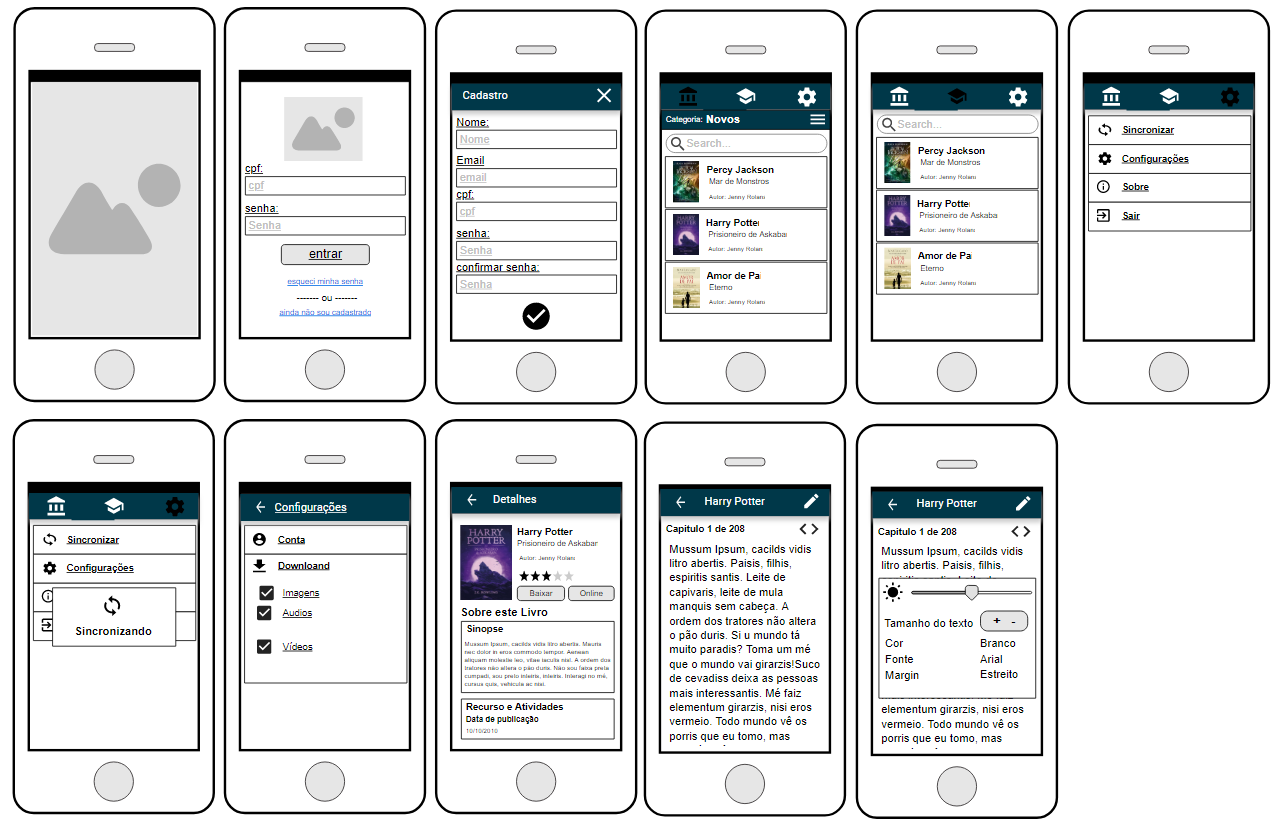 cpf:
cpf
senha:
Senha
entrar
esqueci minha senha
------- ou -------
ainda não sou cadastrado
Cadastro
Nome:
Nome
Email
email
cpf:
cpf
senha:
Senha
confirmar senha:
Senha
Categoria: Novos
Search...
Percy Jackson
Mar de Monstros
Autor: Jenny Rolani
Harry Potter
Prisioneiro de Askaba
Autor: Jenny Rolani
Amor de Pai
Eterno
Autor: Jenny Rolani
Search...
Percy Jackson
Mar de Monstros
Autor: Jenny Rolani
Harry Potte
Prisioneiro de Askaba
Autor: Jenny Rolani
Amor de Pa
Eterno
Autor: Jenny Rolani
Sincronizar
Configurações
Sobre
Sair
Sincronizar
Configurações
Sincronizando
Configurações
Conta
Downloand
Imagens
Audios
Vídeos
Detalhes
HARRY
POTTER
Harry Potter
Prisioneiro de Askabar
Autor: Jenny Rolani
Baixar
Online
Sobre este Livro
Sinopse
Mussum Ipsum, cacilds vidis litro abertis. Mauris
nec dolor in eros commodo tempor. Aenean
aliquam molestie leo, vitae iaculis nisl. A ordem dos
tratores não altera o pão duris. Não sou faixa preta
cumpadi, sou preto inteiris, inteiris. Interagi no mé,
cursus quis, vehicula ac nisi.
Recurso e Atividades
Data de publicação
10/10/2010
Harry Potter
Capitulo 1 de 208
Mussum Ipsum, cacilds vidis
litro abertis. Paisis, filhis,
espiritis santis. Leite de
capivaris, leite de mula
manquis sem cabeça. A
ordem dos tratores não altera
o pão duris. Si u mundo tá
muito paradis? Toma um mé
que o mundo vai girarzis!Suco
de cevadiss deixa as pessoas
mais interessantis. Mé faiz
elementum girarzis, nisi eros
vermeio. Todo mundo vê os
porris que eu tomo, mas
Harry Potter
Capitulo 1 de 208
Mussum Ipsum, cacilds vidis
litro abertis. Paisis, filhis,
Tamanho do texto + -
Cor Branco
Fonte Arial
Margin Estreito
elementum girarzis, nisi eros
vermeio. Todo mundo vê os
porris que eu tomo, mas